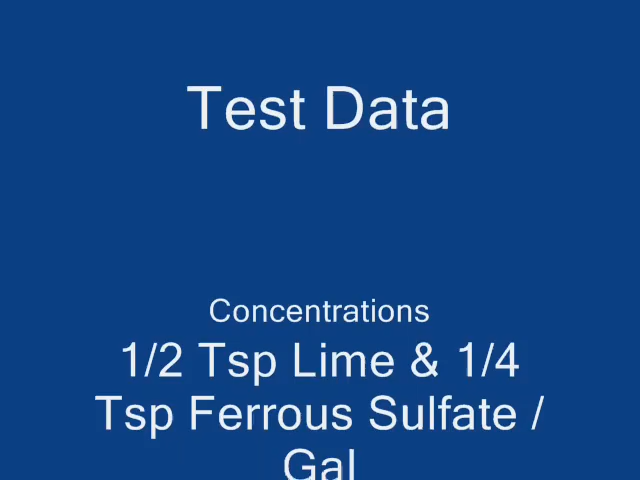 Test Data
Concentrations
1/2 Tsp Lime & 1/4
Tsp Ferrous Sulfate /
Gal